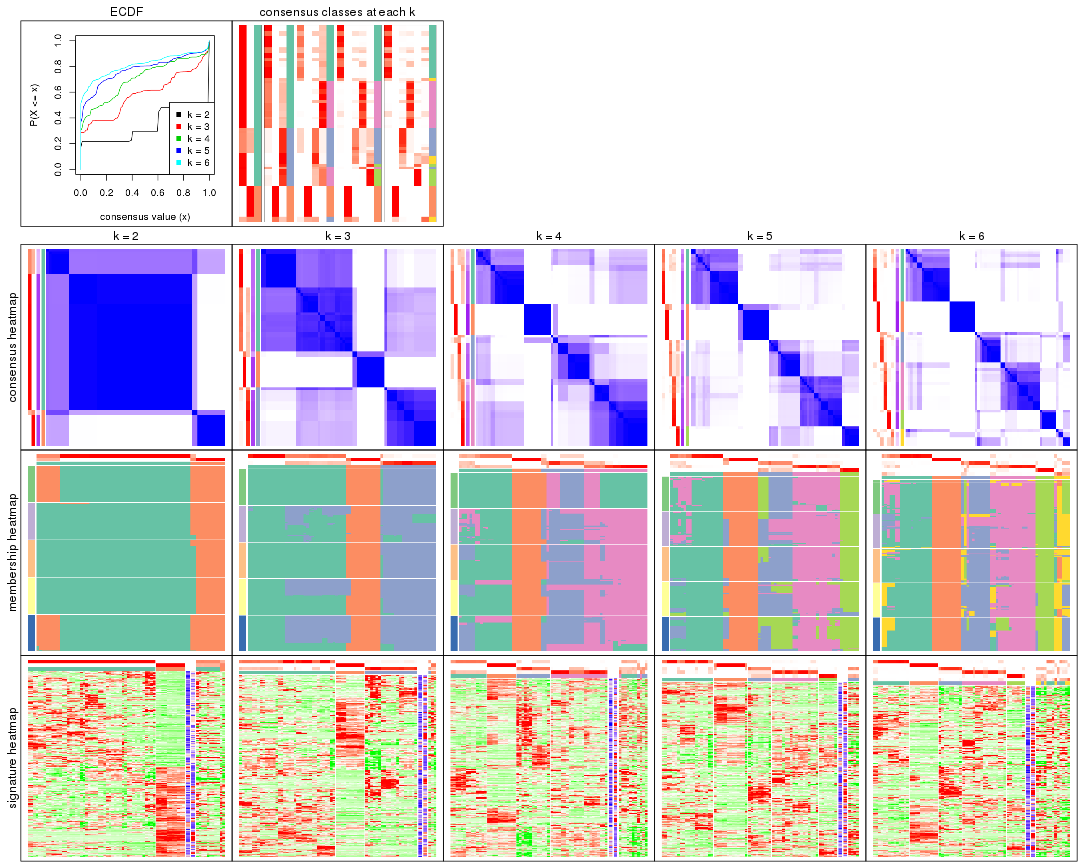 ECDF
consensus classes at each k
P(X <= x)
0.0 0.2 0.4 0.6 0.8 1.0
k = 2
k = 3
k = 4
k = 5
k = 6
0.0 0.2 0.4 0.6 0.8 1.0
consensus value (x)
k = 2 k = 3 k = 4 k = 5 k = 6
consensus heatmap
membership heatmap
signature heatmap